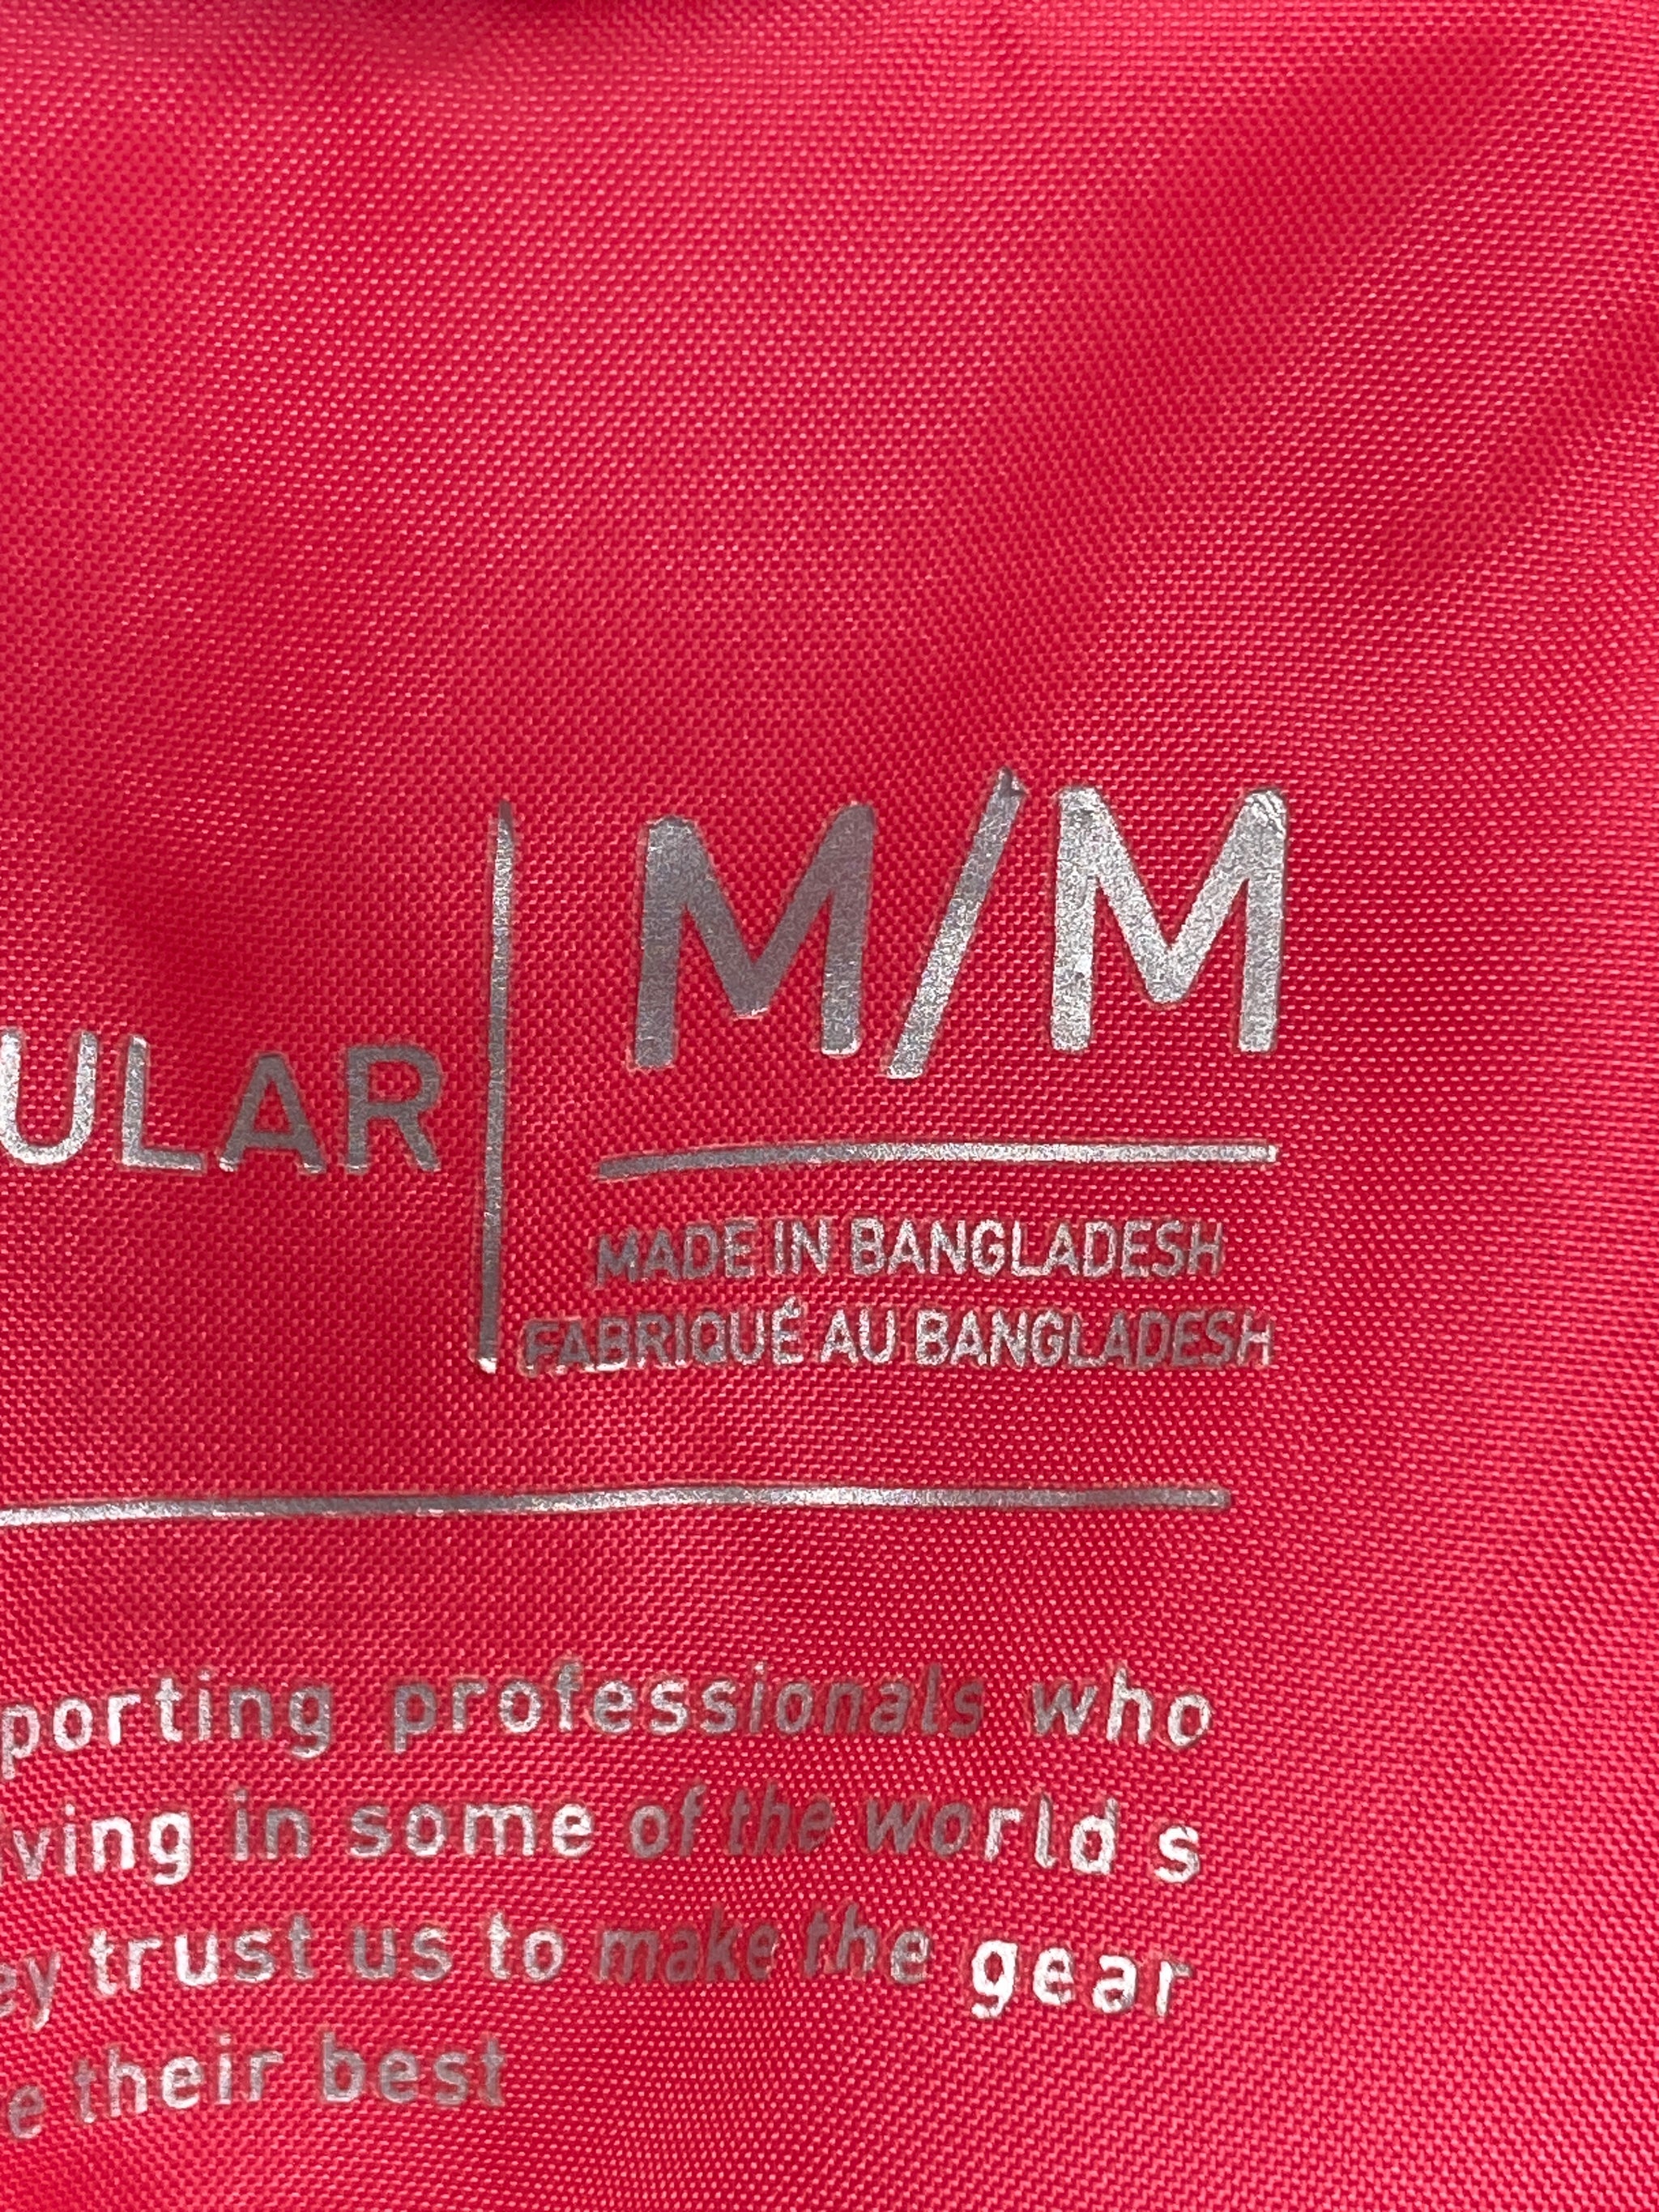 M/M
ULAR
MADE IN BANGLADESH
FABRIQUÉ AU BANGLADESH
porting professionals who
ving in some of the world s
ey trust us to make the gear
e their best